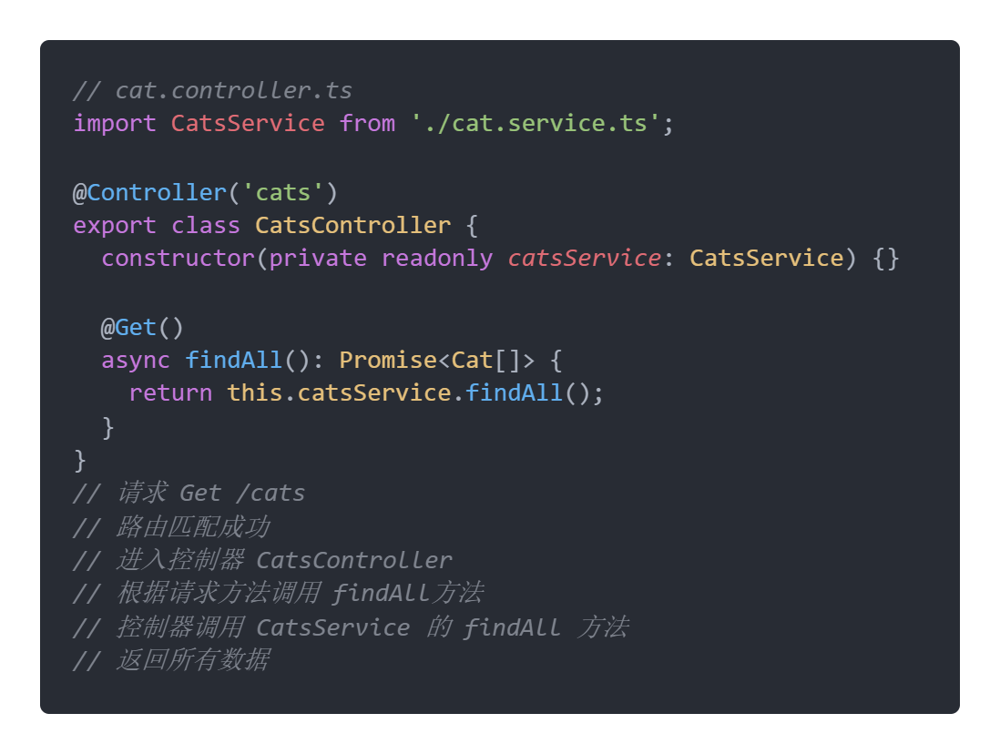 // cat.controller.ts
import CatsService from './cat.service.ts';
@Controller('cats')
export class CatsController {
  constructor(private readonly catsService: CatsService) {}
  @Get()
  async findAll(): Promise<Cat[]> {
    return this.catsService.findAll();
  }
}
// 请求 Get /cats
// 路由匹配成功
// 进入控制器 CatsController
// 根据请求方法调用 findAll方法
// 控制器调用 CatsService 的 findAll 方法
// 返回所有数据